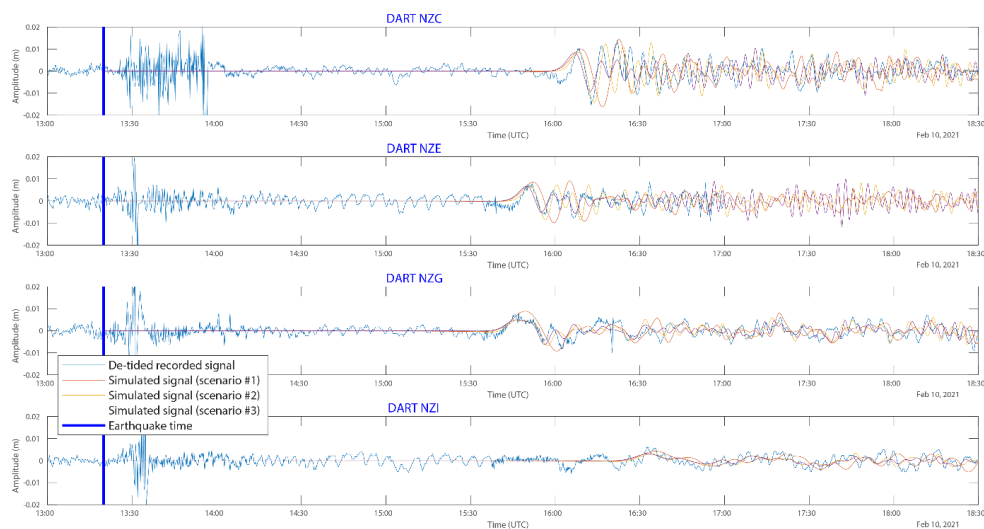 DART NZC
Amplitude (m)
0.02
0.01
0
-0.01
-0.02
13:00 13:30 14:00 14:30 15:00 15:30 16:00 16:30 17:00 17:30 18:00 18:30
Time (UTC)
Feb 10, 2021
DART NZE
Amplitude (m)
0.02
0.01
0
-0.01
-0.02
13:00 13:30 14:00 14:30 15:00 15:30 16:00 16:30 17:00 17:30 18:00 18:30
Time (UTC)
Feb 10, 2021
DART NZG
Amplitude (m)
0.02
0.01
0
-0.01
-0.02
13:00 13:30 14:00 14:30 15:00 15:30 16:00 16:30 17:00 17:30 18:00 18:30
Time (UTC)
Feb 10, 2021
De-tided recorded signal
Simulated signal (scenario #1)
Simulated signal (scenario #2)
Simulated signal (scenario #3)
Earthquake time
DART NZI
Amplitude (m)
0.02
0.01
0
-0.01
-0.02
13:00 13:30 14:00 14:30 15:00 15:30 16:00 16:30 17:00 17:30 18:00 18:30
Time (UTC)
Feb 10, 2021